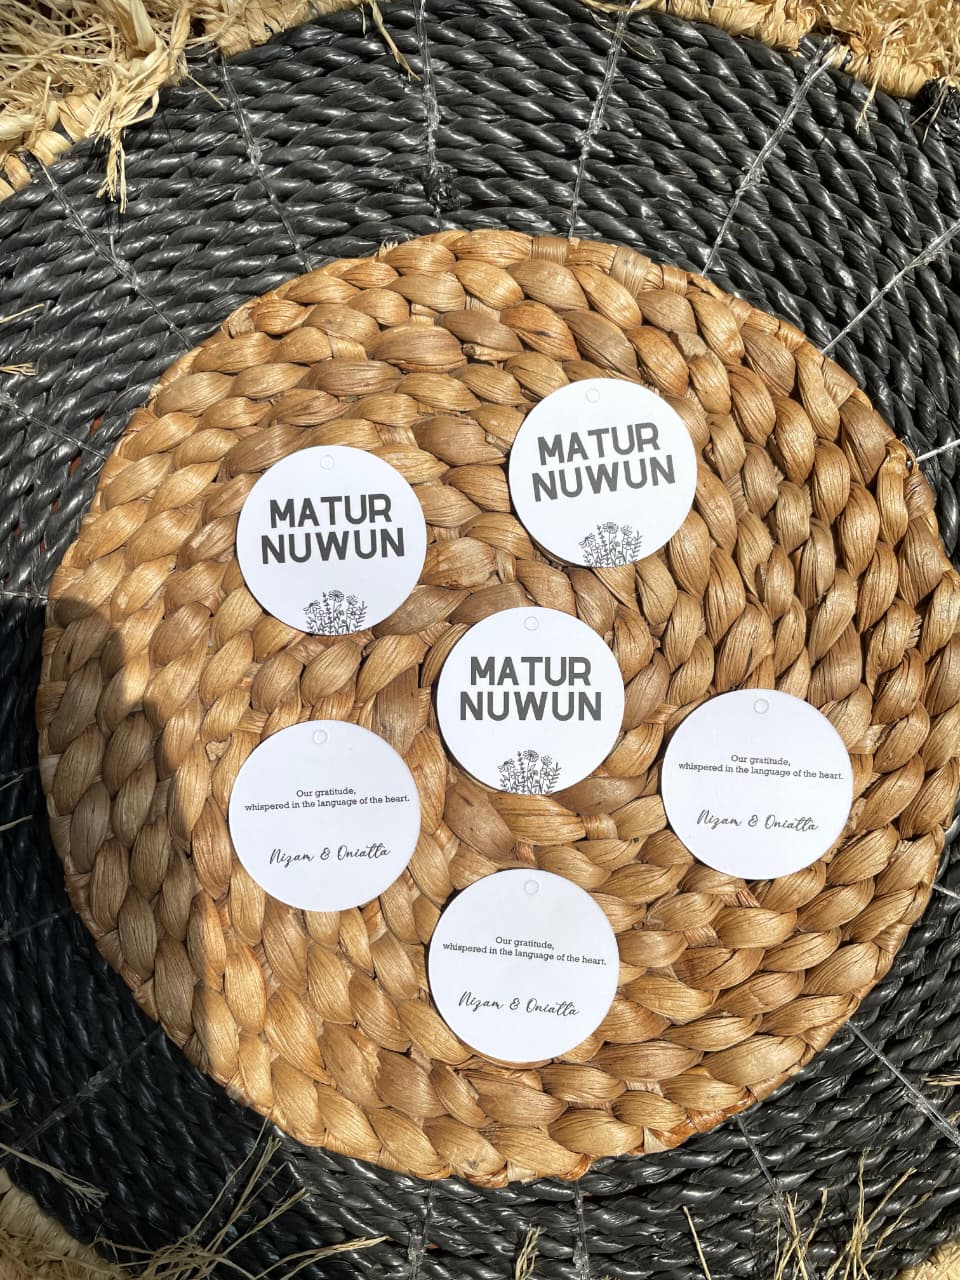 MATUR
NUWUN
MATUR
NUWUN
MATUR
NUWUN
Our gratitude,
whispered in the language of the heart.
Nizam & Oniatta
Our gratitude,
whispered in the language of the heart.
Nizam & Oniatta
Our gratitude,
whispered in the language of the heart.
Nizam & Oniatta